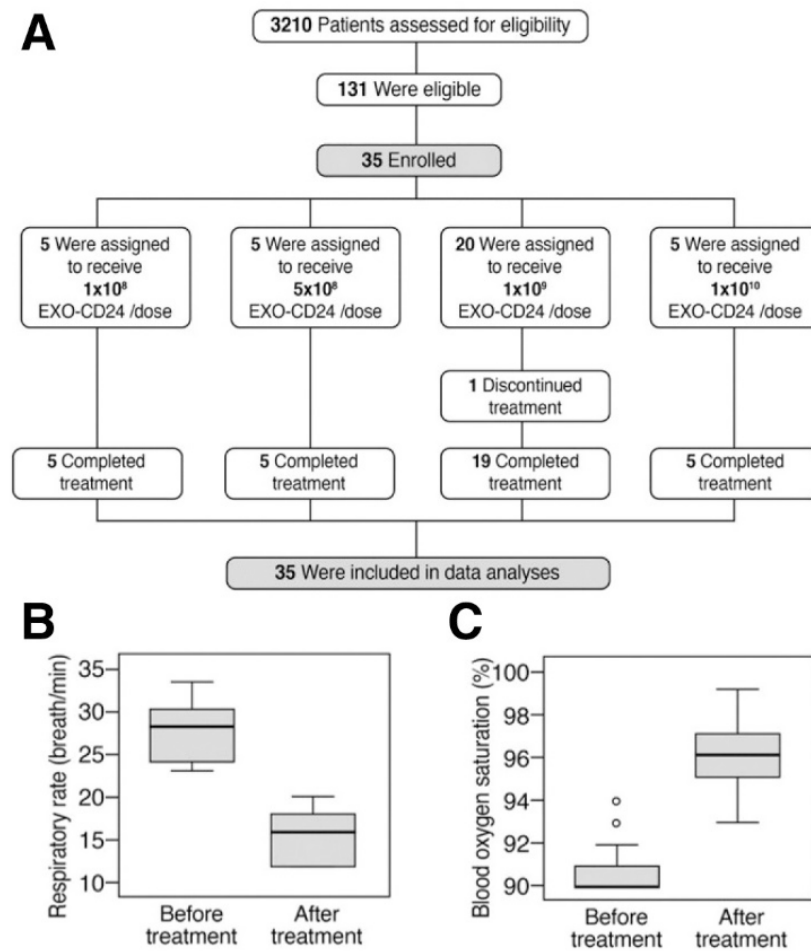 A
3210 Patients assessed for eligibility
131 Were eligible
35 Enrolled
5 Were assigned
to receive
1x10⁸
EXO-CD24 /dose
5 Were assigned
to receive
5x10⁸
EXO-CD24 /dose
20 Were assigned
to receive
1x10⁹
EXO-CD24 /dose
5 Were assigned
to receive
1x10¹⁰
EXO-CD24 /dose
1 Discontinued
treatment
5 Completed
treatment
5 Completed
treatment
19 Completed
treatment
5 Completed
treatment
35 Were included in data analyses
B
Respiratory rate (breath/min)
35
30
25
20
15
10
Before
treatment
After
treatment
C
Blood oxygen saturation (%)
100
98
96
94
92
90
Before
treatment
After
treatment